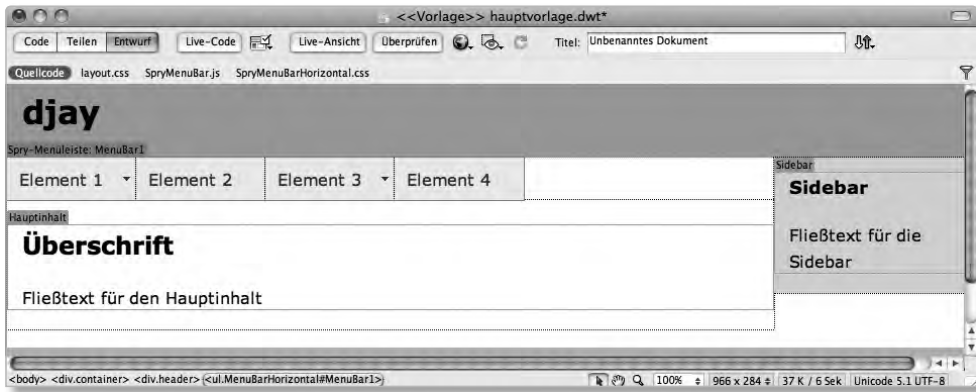 <<Vorlage>> hauptvorlage.dwt*
Code Teilen Entwurf Live-Code Live-Ansicht Überprüfen Titel: Unbenanntes Dokument
Quellcode layout.css SpryMenuBar.js SpryMenuBarHorizontal.css
djay
Spry-Menüleiste: MenuBar1
Element 1 Element 2 Element 3 Element 4
Hauptinhalt
Überschrift
Fließtext für den Hauptinhalt
Sidebar
Sidebar
Fließtext für die
Sidebar
<body> <div.container> <div.header> <ul.MenuBarHorizontal#MenuBar1> 100% 966 x 284 37 K / 6 Sek Unicode 5.1 UTF-8